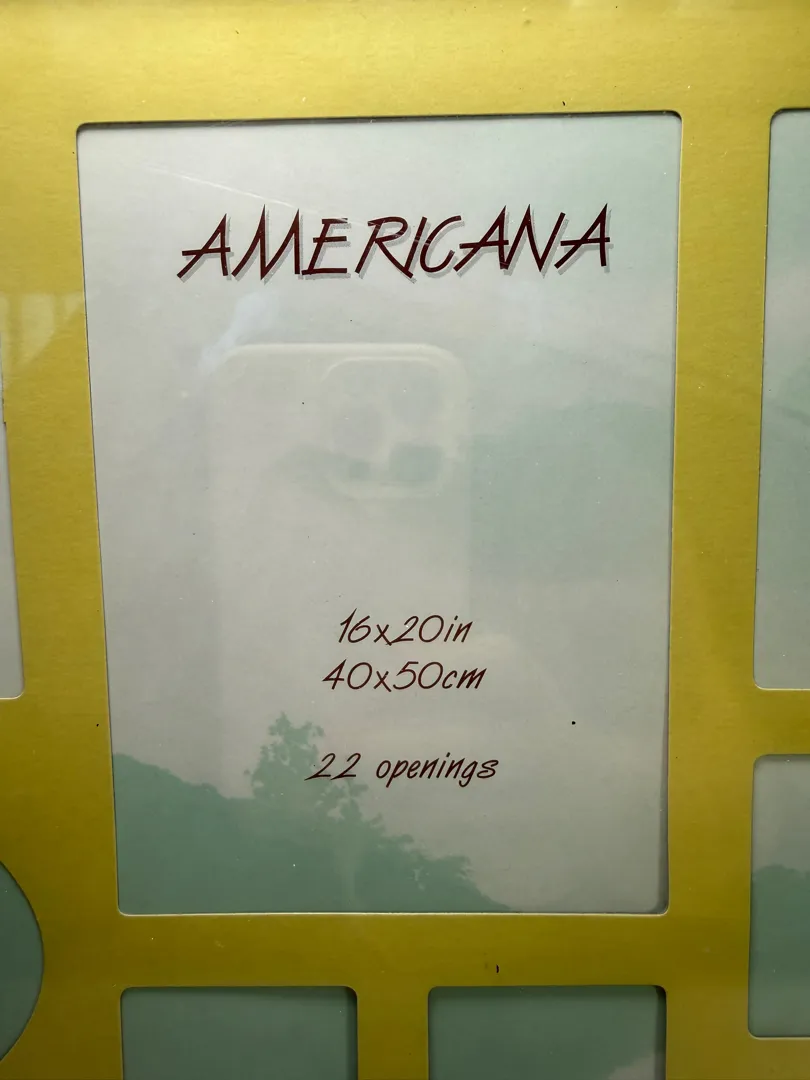 AMERICANA
16x20in
40x50cm
22 openings